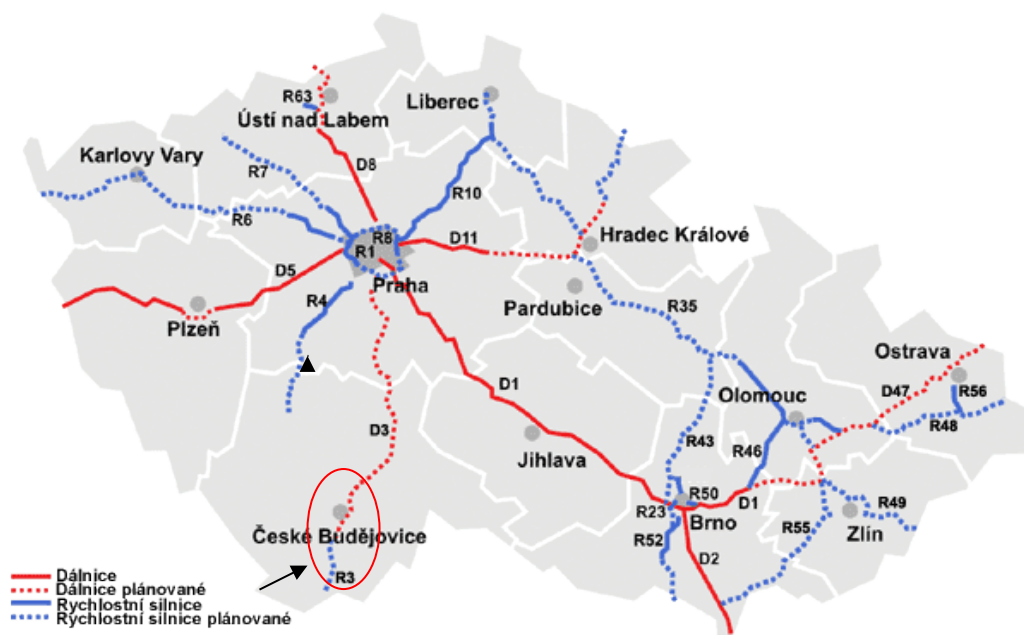 R63
Ústí nad Labem
Liberec
Karlovy Vary
R7
D8
R10
R6
R8
R1
D11
Hradec Králové
D5
Praha
R4
Pardubice
R35
Plzeň
Ostrava
D1
D47
R56
Olomouc
D3
R43
R48
Jihlava
R46
R50
D1
R49
R23
Brno
R55
Zlín
České Budějovice
R52
D2
R3
Dálnice
Dálnice plánované
Rychlostní silnice
Rychlostní silnice plánované